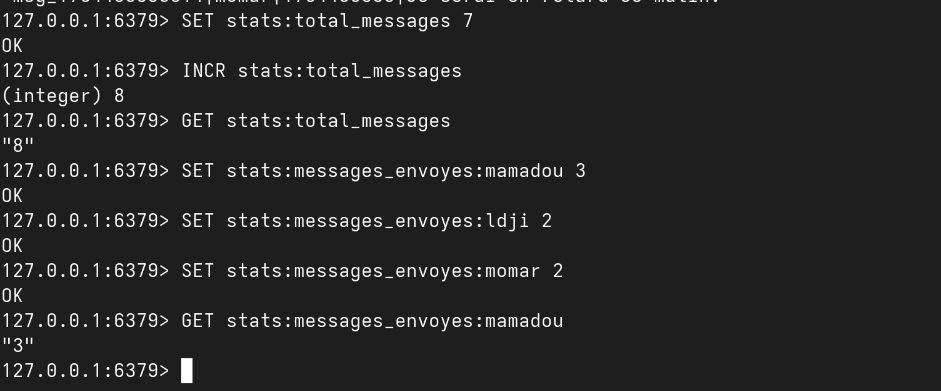 127.0.0.1:6379> SET stats:total_messages 7
OK
127.0.0.1:6379> INCR stats:total_messages
(integer) 8
127.0.0.1:6379> GET stats:total_messages
"8"
127.0.0.1:6379> SET stats:messages_envoyes:mamadou 3
OK
127.0.0.1:6379> SET stats:messages_envoyes:ldji 2
OK
127.0.0.1:6379> SET stats:messages_envoyes:momar 2
OK
127.0.0.1:6379> GET stats:messages_envoyes:mamadou
"3"
127.0.0.1:6379>